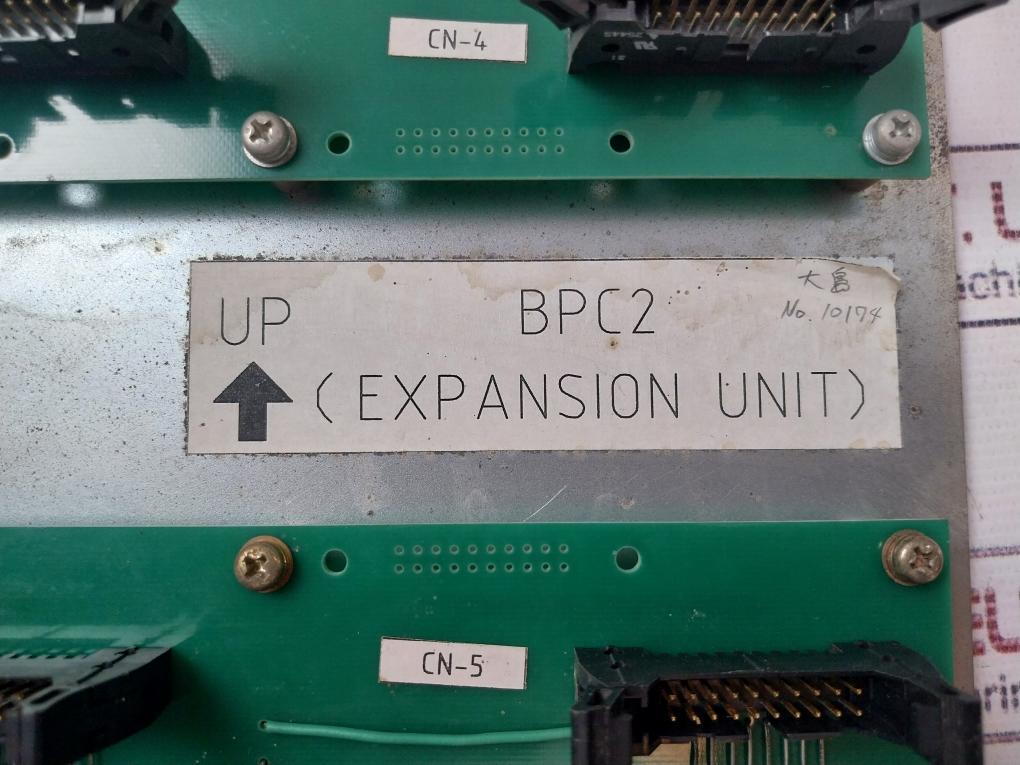 CN-4
大島
No. 10174
UP
BPC2
(EXPANSION UNIT)
CN-5